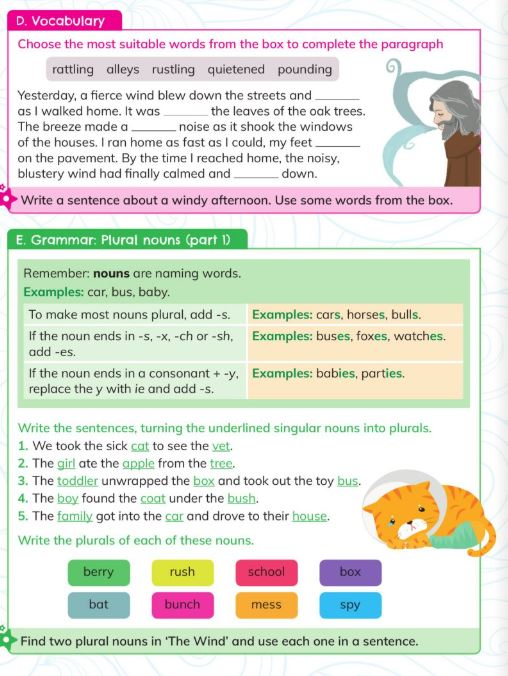 D. Vocabulary
Choose the most suitable words from the box to complete the paragraph
rattling alleys rustling quietened pounding
Yesterday, a fierce wind blew down the streets and _______
as I walked home. It was _______ the leaves of the oak trees.
The breeze made a _______ noise as it shook the windows
of the houses. I ran home as fast as I could, my feet _______
on the pavement. By the time I reached home, the noisy,
blustery wind had finally calmed and _______ down.
Write a sentence about a windy afternoon. Use some words from the box.
E. Grammar: Plural nouns (part 1)
Remember: nouns are naming words.
Examples: car, bus, baby.
To make most nouns plural, add -s. Examples: cars, horses, bulls.
If the noun ends in -s, -x, -ch or -sh, Examples: buses, foxes, watches.
add -es.
If the noun ends in a consonant + -y, Examples: babies, parties.
replace the y with ie and add -s.
Write the sentences, turning the underlined singular nouns into plurals.
1. We took the sick cat to see the vet.
2. The girl ate the apple from the tree.
3. The toddler unwrapped the box and took out the toy bus.
4. The boy found the coat under the bush.
5. The family got into the car and drove to their house.
Write the plurals of each of these nouns.
berry rush school box
bat bunch mess spy
Find two plural nouns in 'The Wind' and use each one in a sentence.